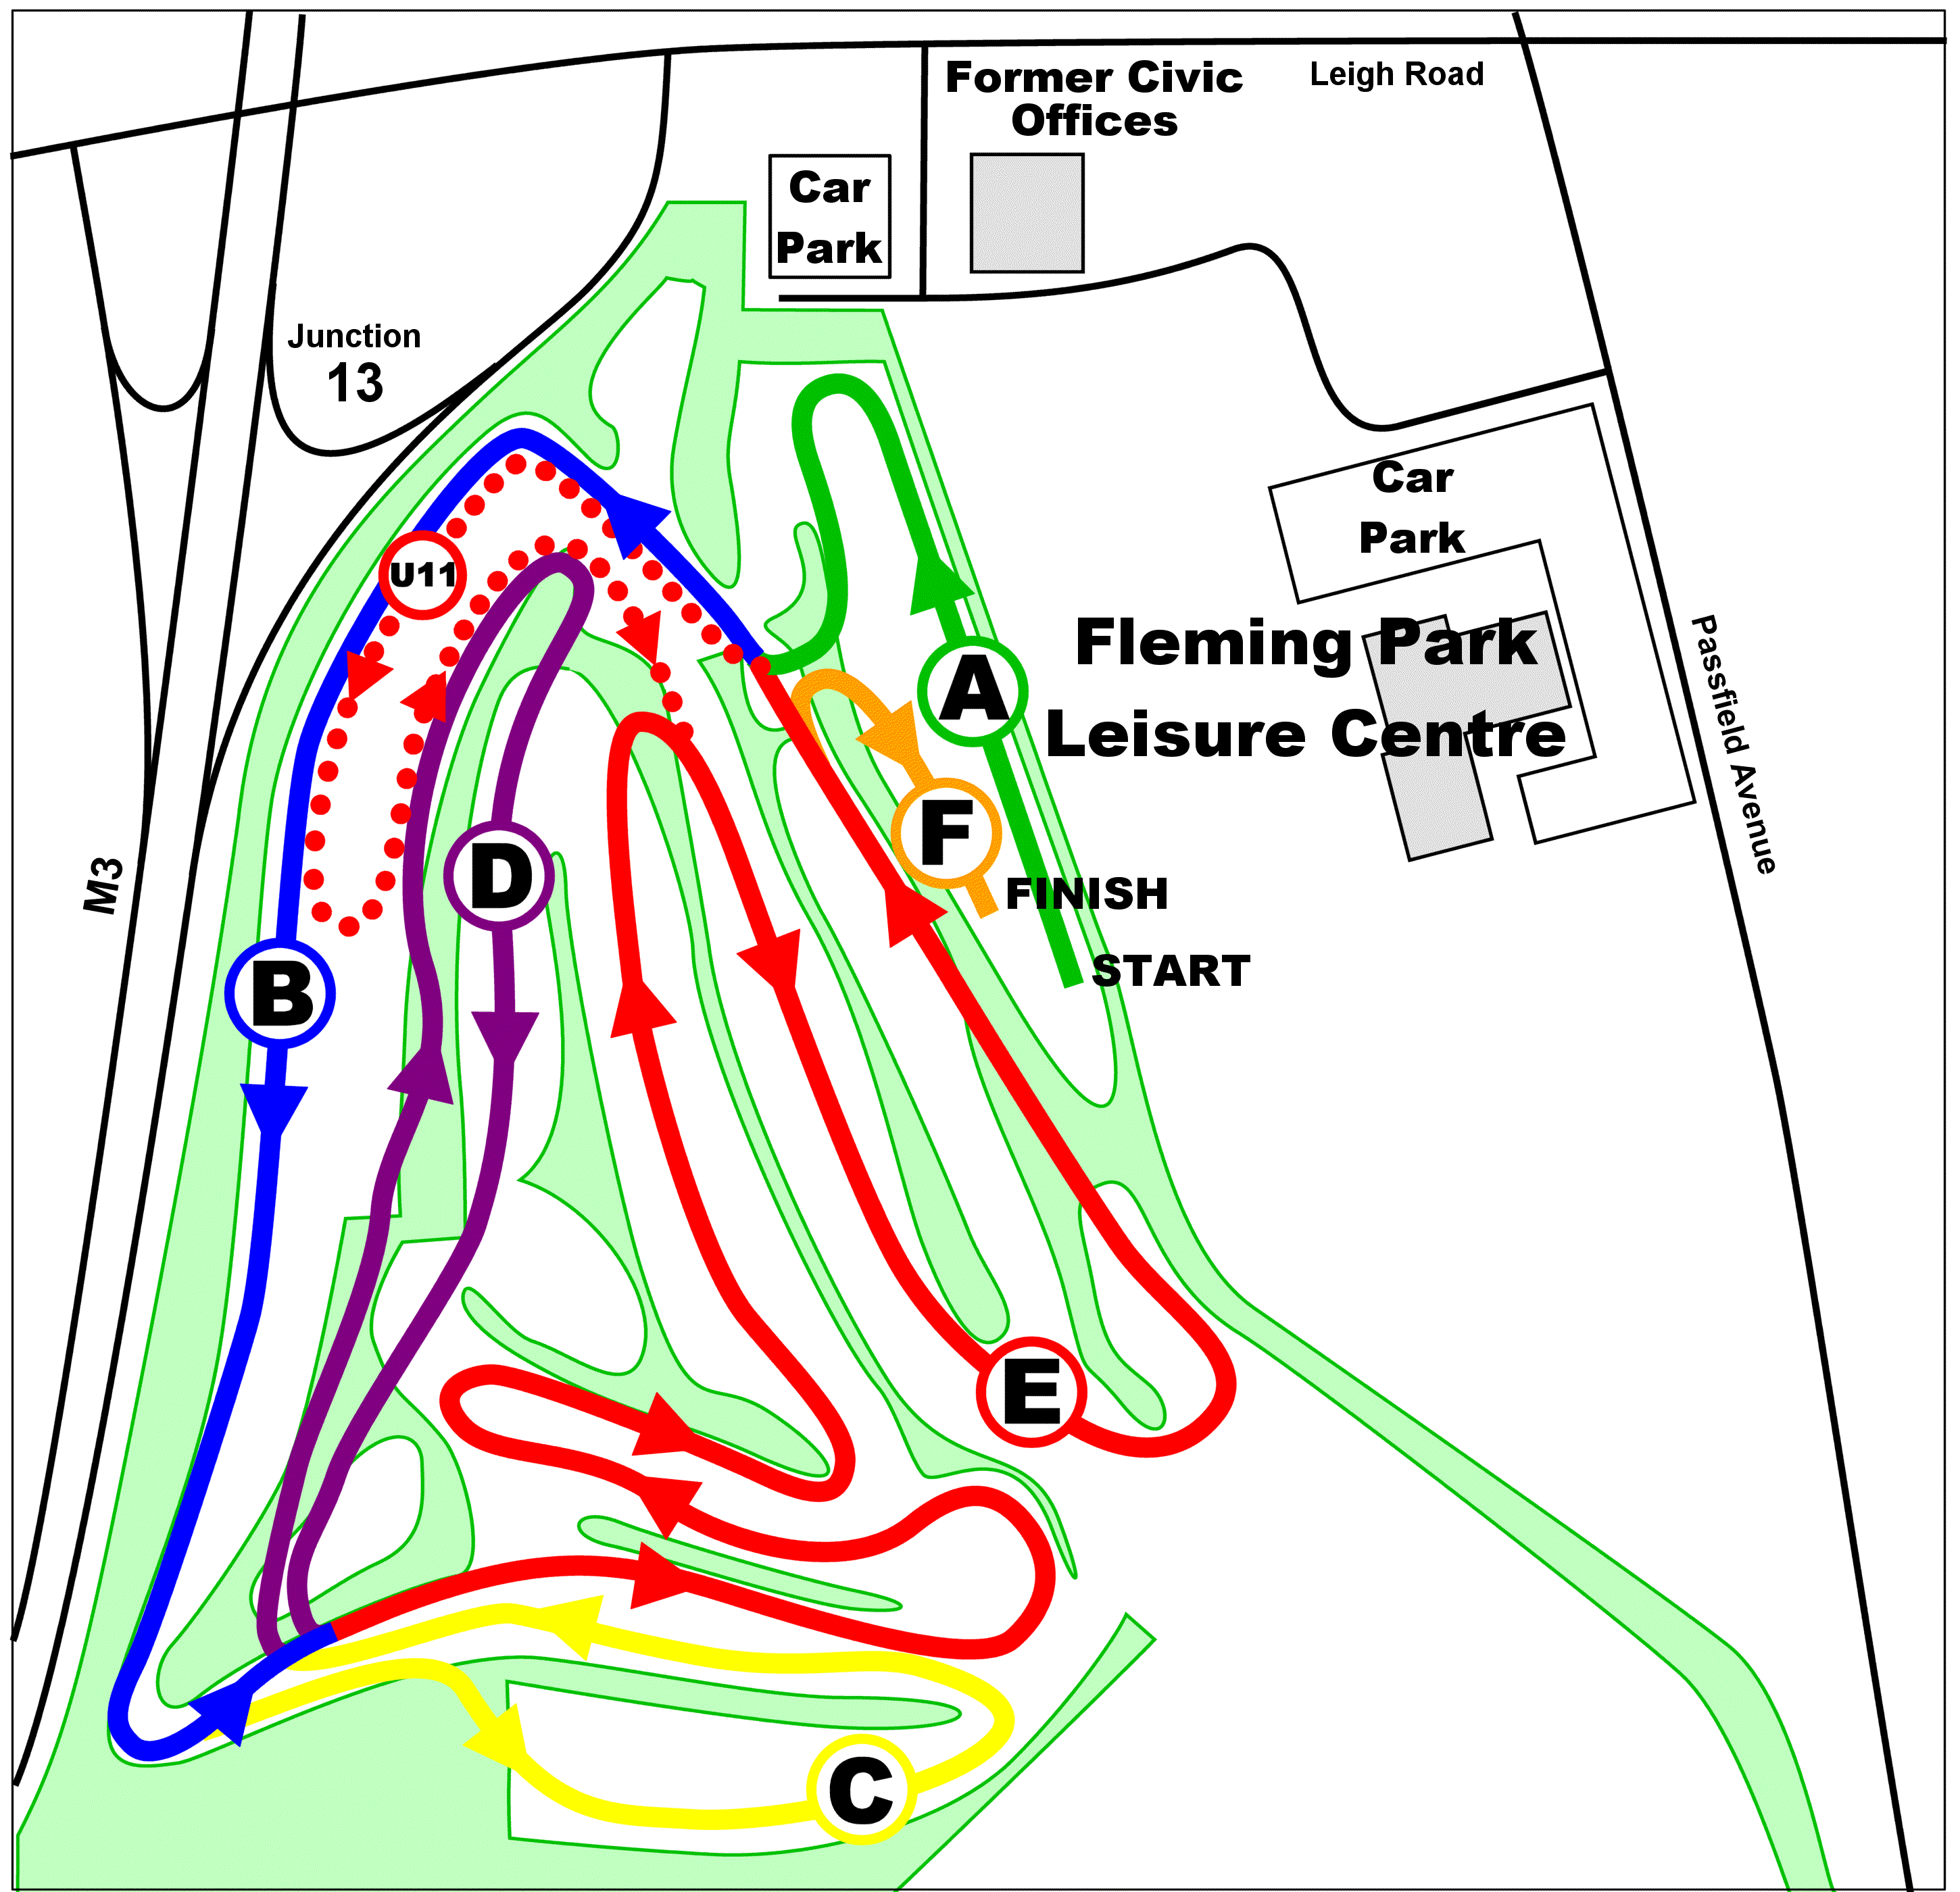 Former Civic
Offices
Leigh Road
Car
Park
Junction
13
Car
Park
U11
Fleming Park
Leisure Centre
A
Passfield Avenue
F
FINISH
M3
D
START
B
E
C